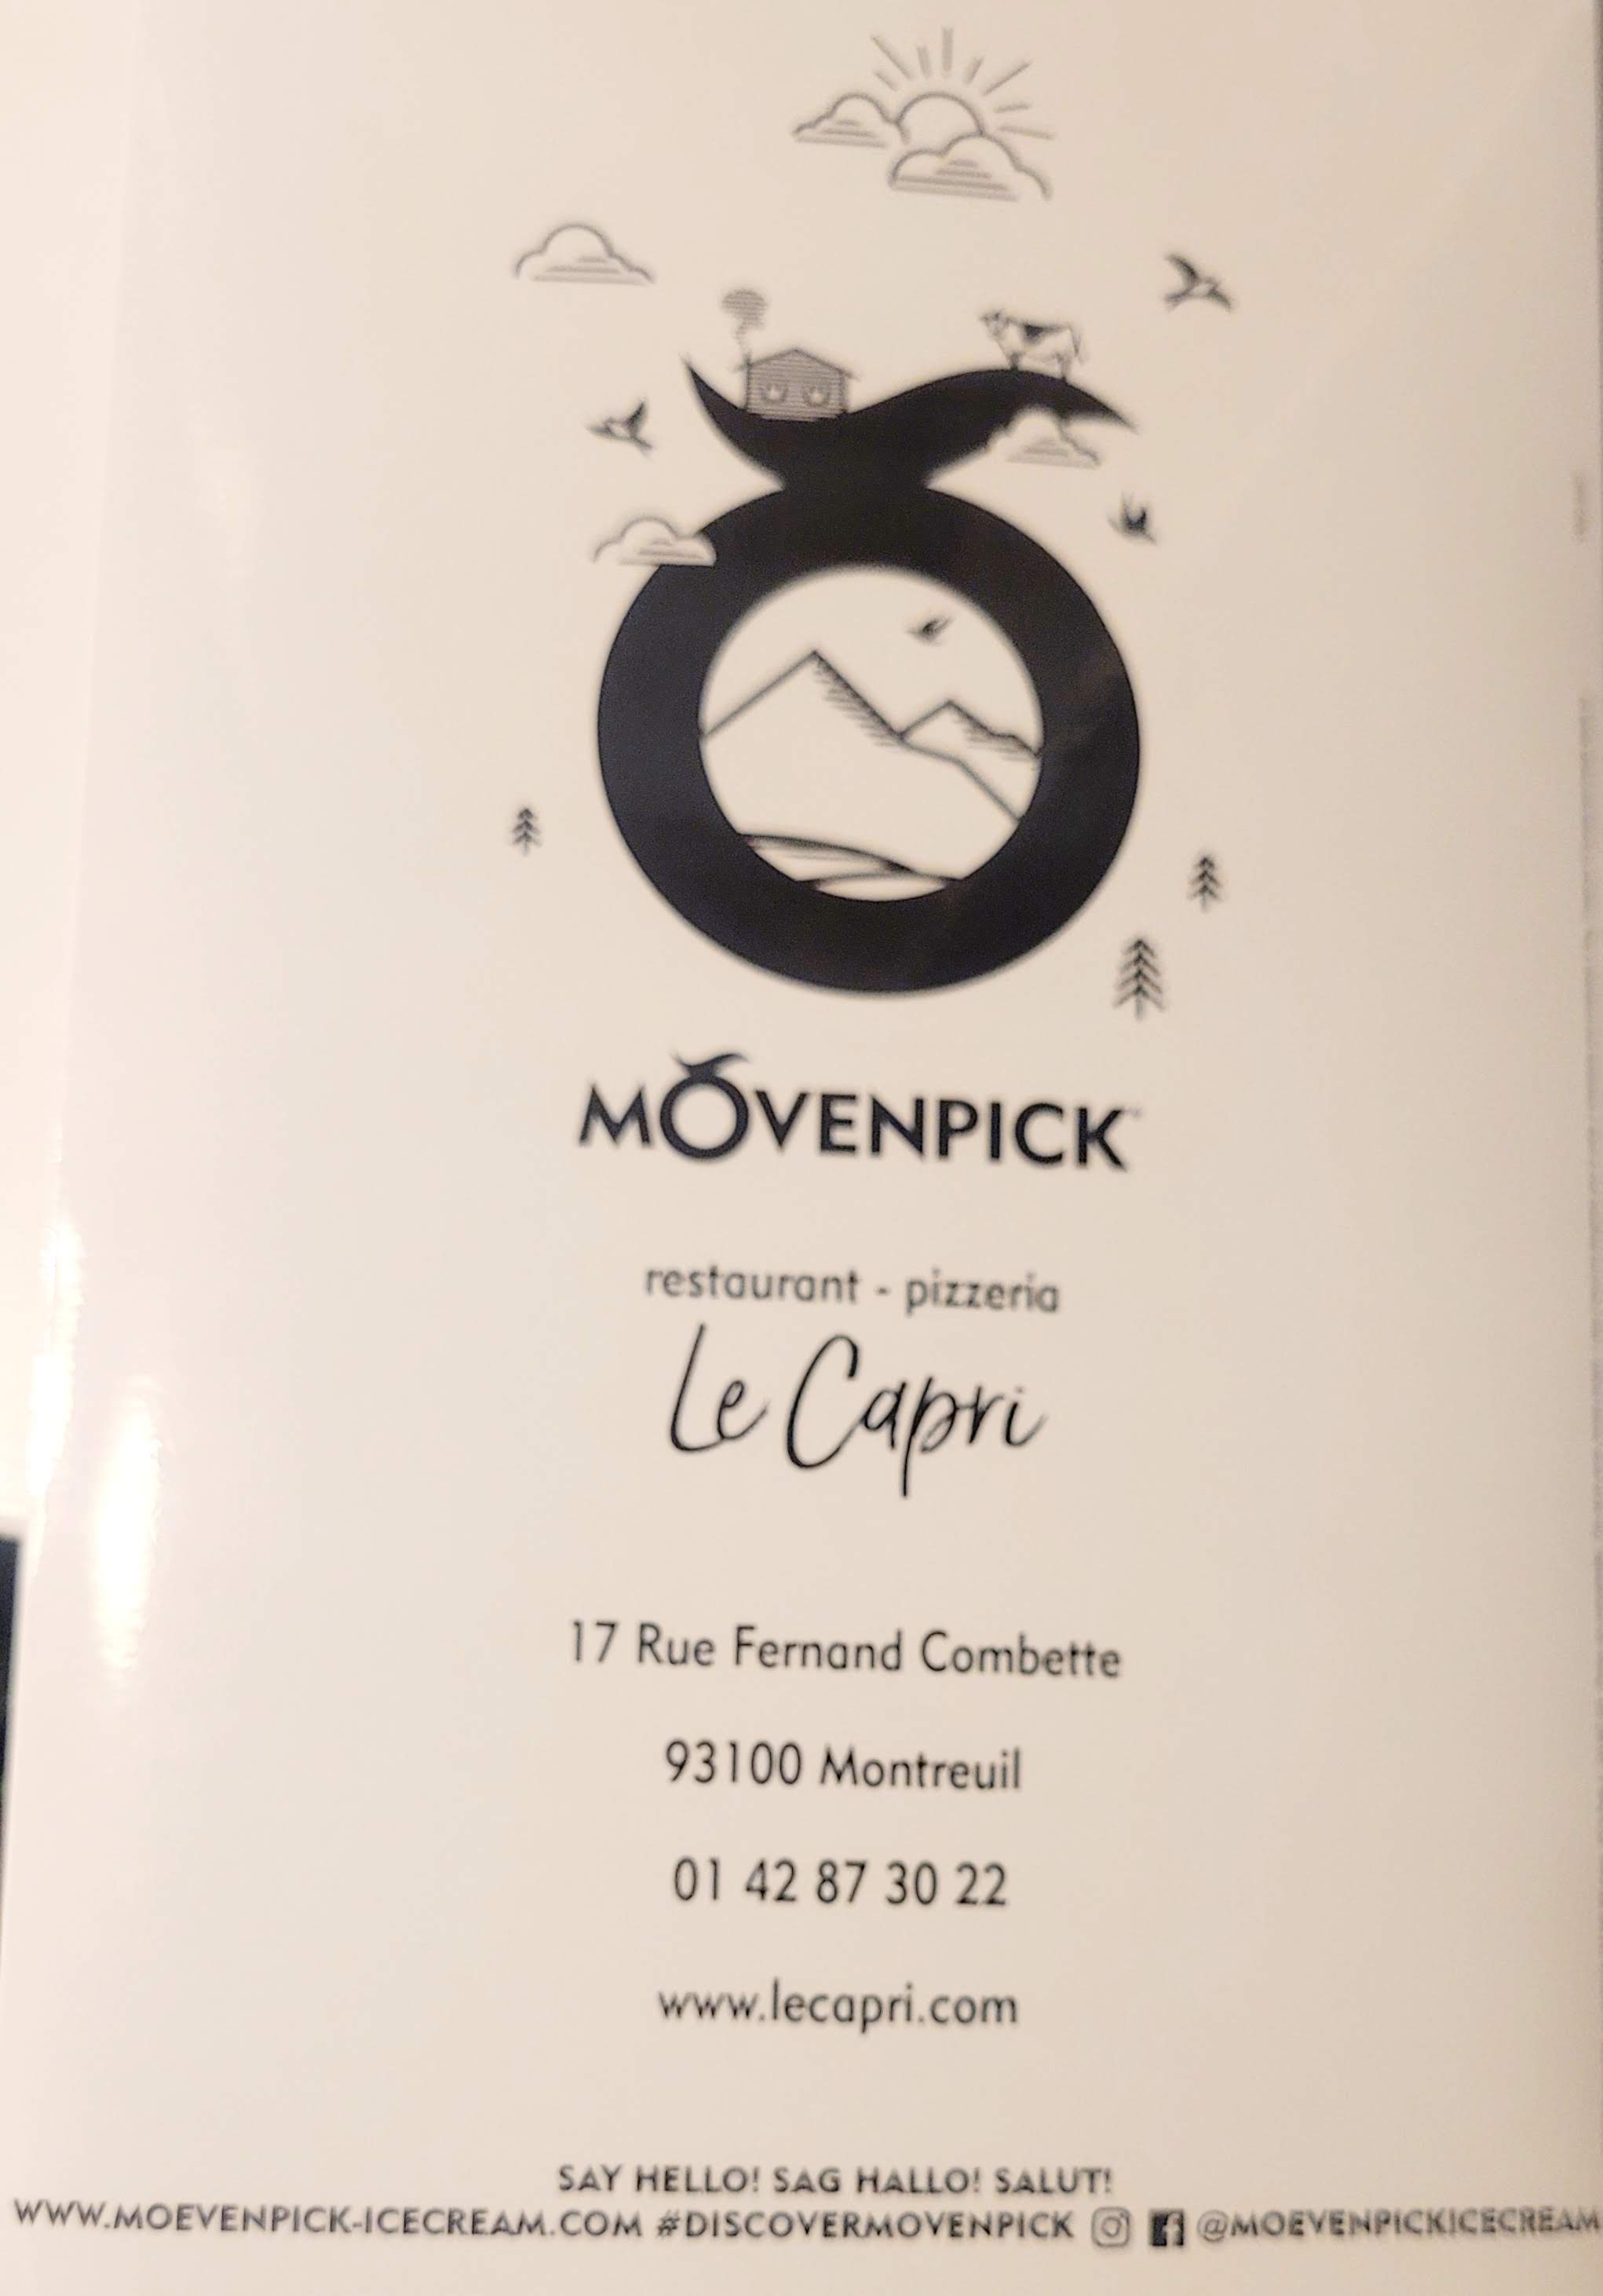 MÖVENPICK
restaurant - pizzeria
Le Capri
17 Rue Fernand Combette
93100 Montreuil
01 42 87 30 22
www.lecapri.com
SAY HELLO! SAG HALLO! SALUT!
WWW.MOEVENPICK-ICECREAM.COM #DISCOVERMOVENPICK @MOEVENPICKICECREAM